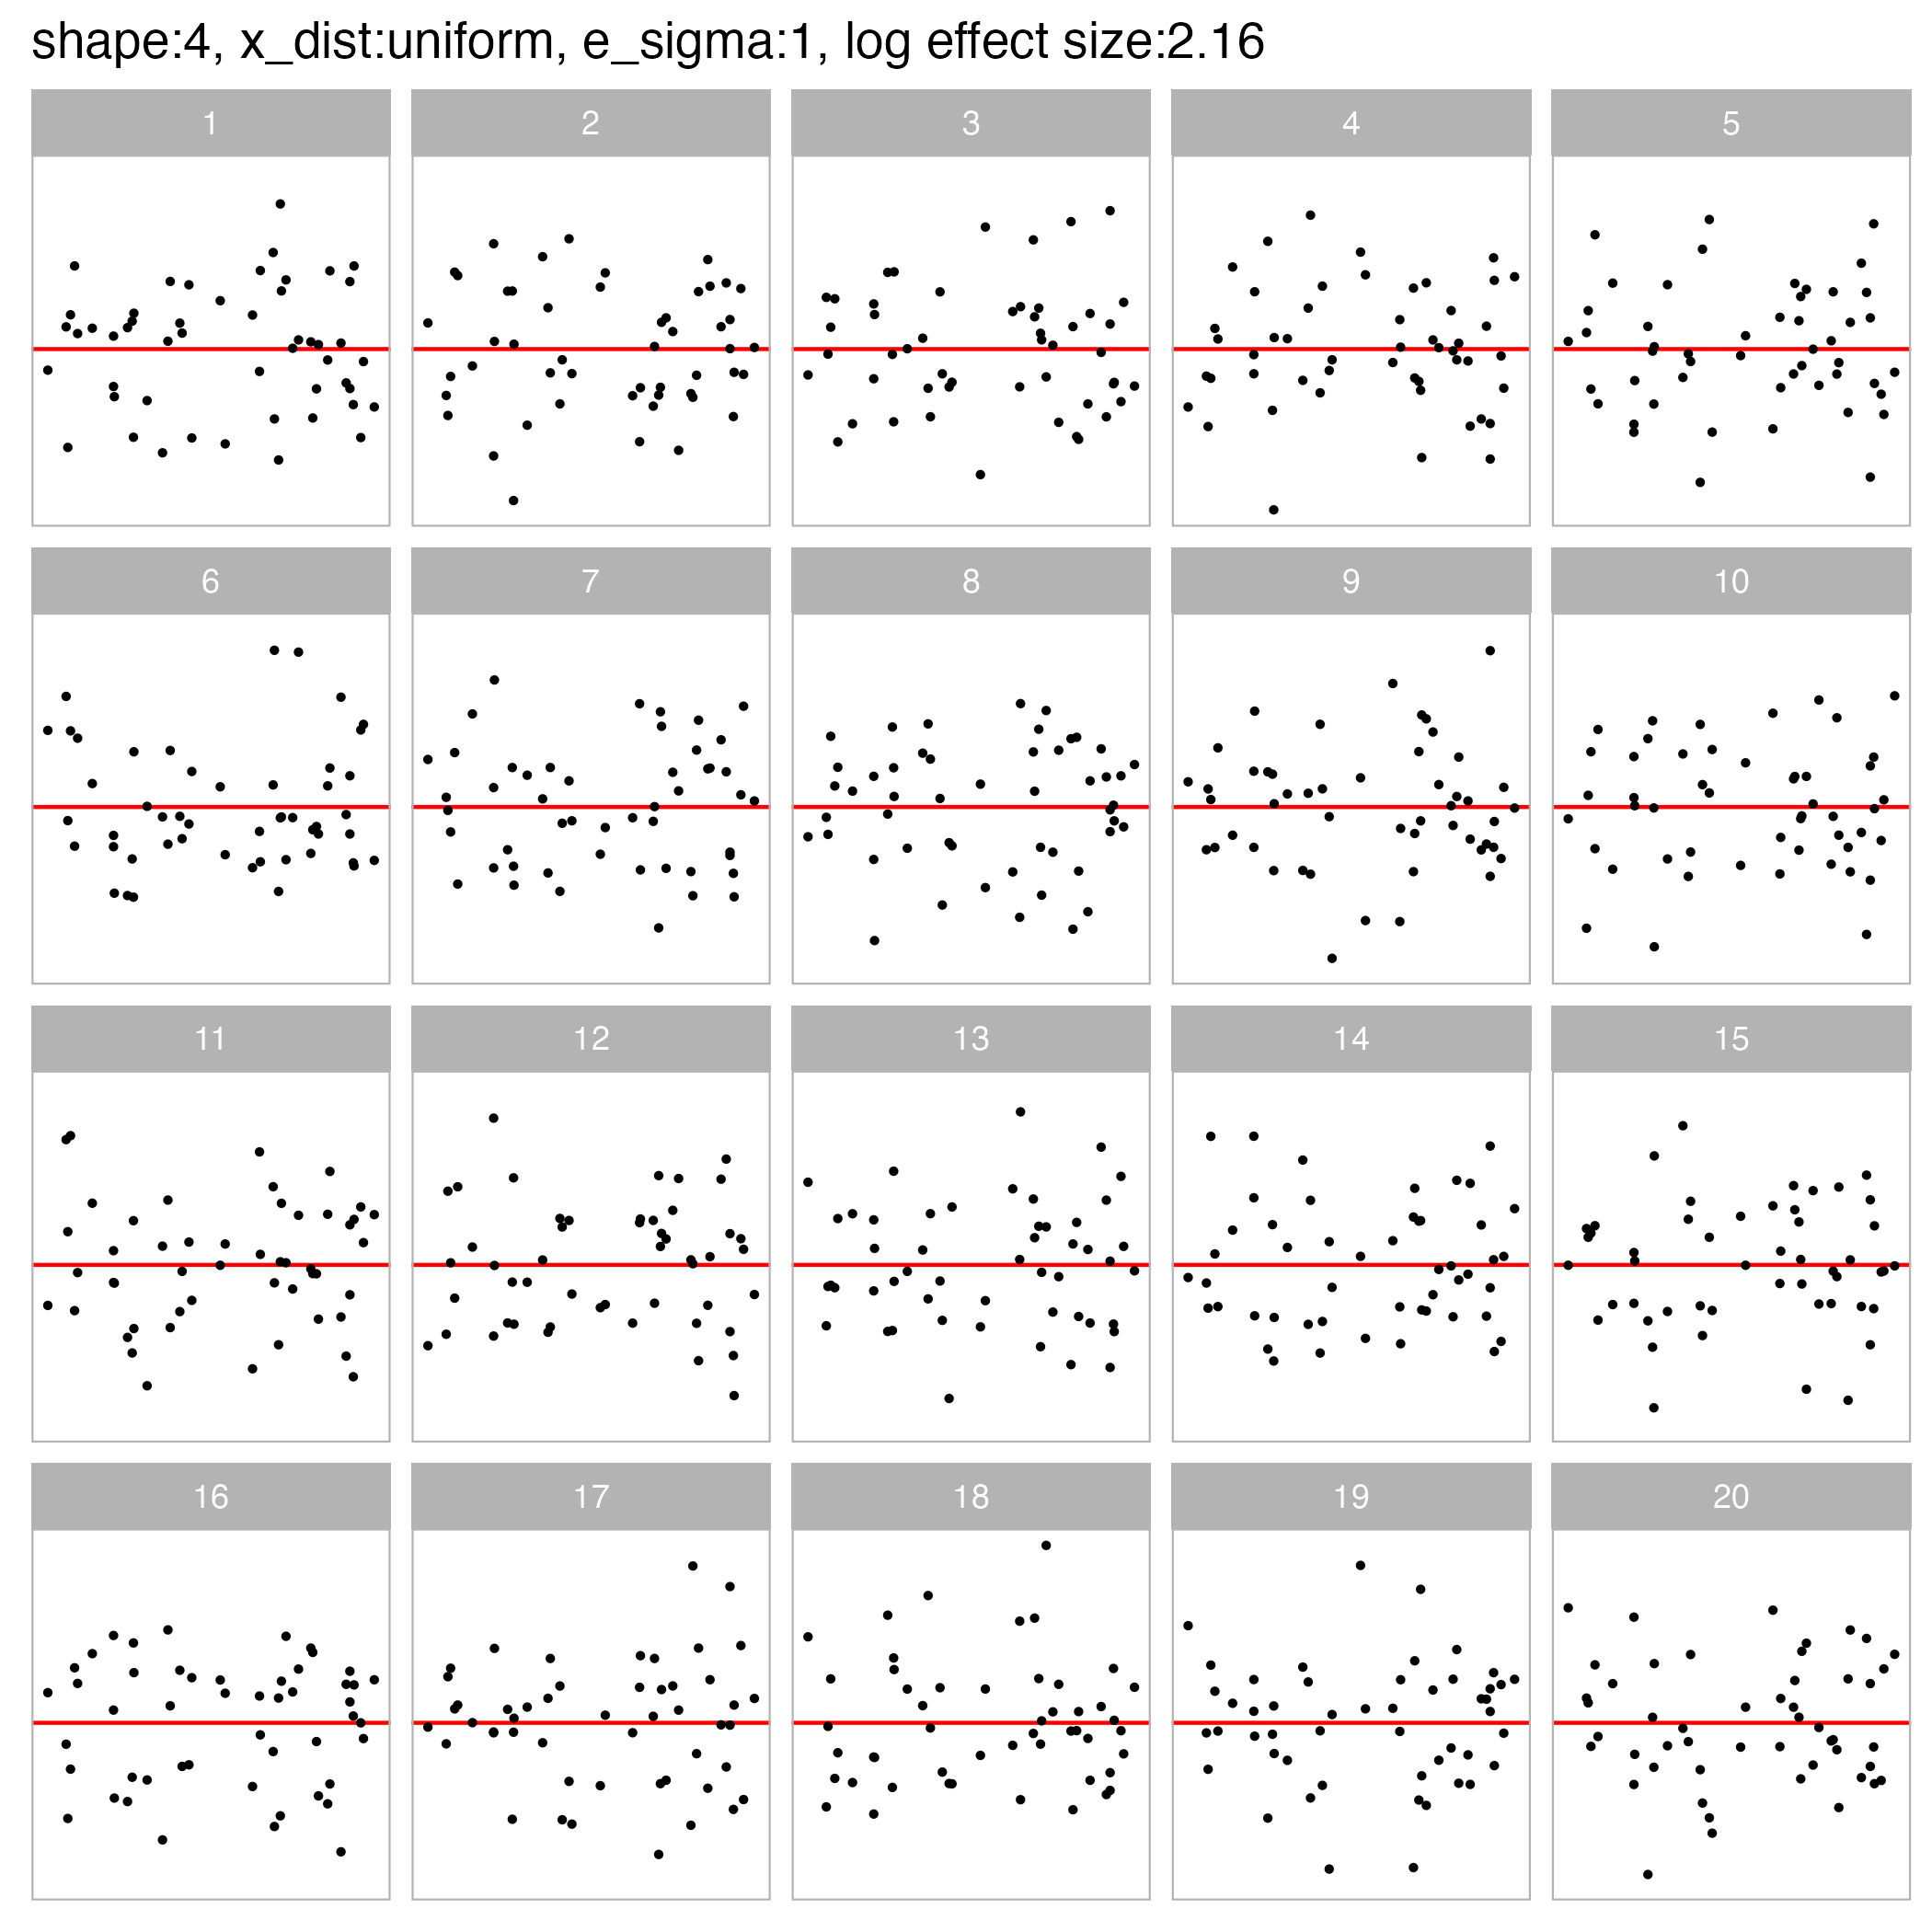 shape:4, x_dist:uniform, e_sigma:1, log effect size:2.16
1 2 3 4 5
6 7 8 9 10
11 12 13 14 15
16 17 18 19 20